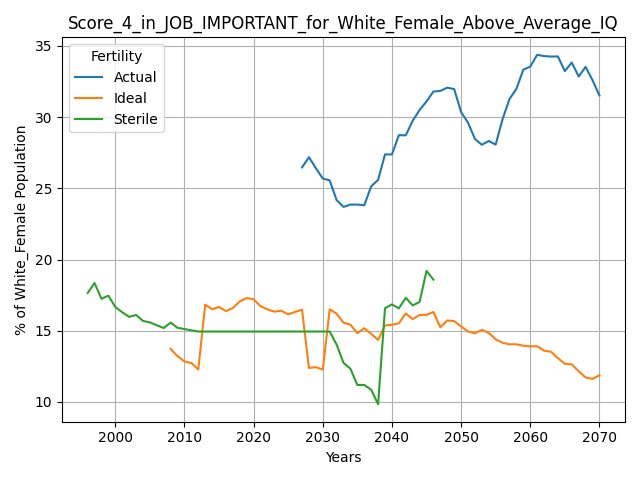 Score_4_in_JOB_IMPORTANT_for_White_Female_Above_Average_IQ
Fertility
Actual
Ideal
Sterile
% of White_Female Population
35
30
25
20
15
10
2000
2010
2020
2030
2040
2050
2060
2070
Years